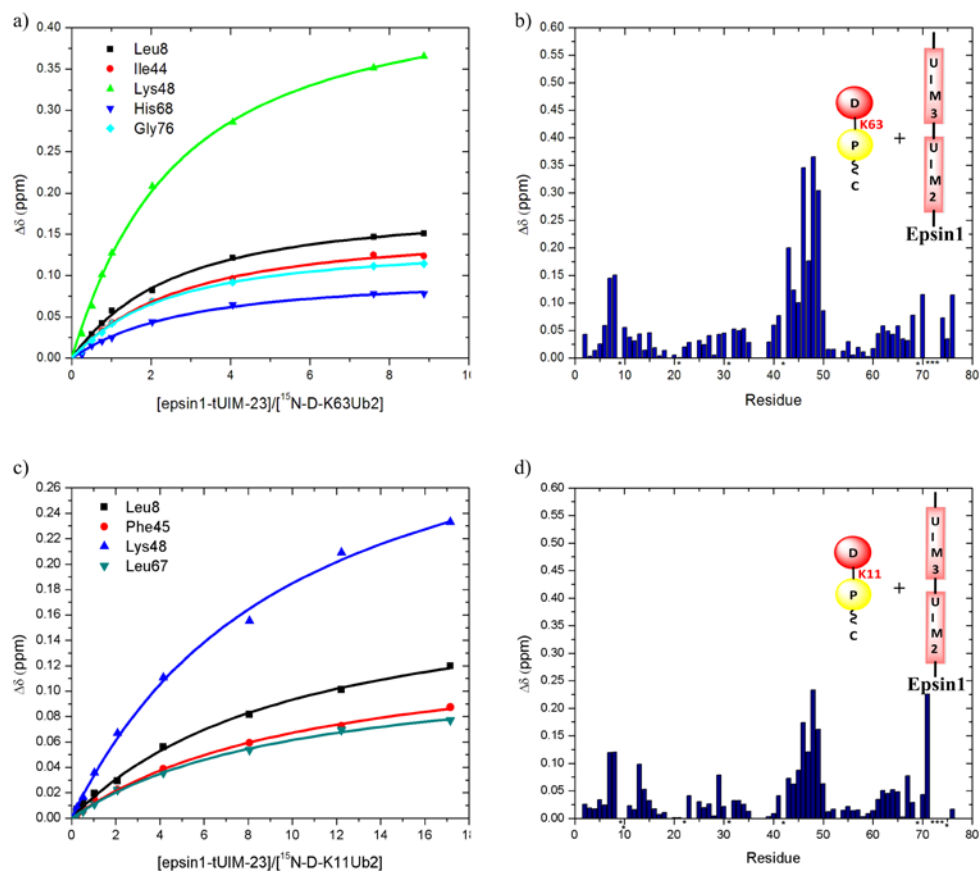 a)
0.40
0.35
0.30
0.25
0.20
0.15
0.10
0.05
0.00
Δδ (ppm)
Leu8
Ile44
Lys48
His68
Gly76
0 2 4 6 8 10
[epsin1-tUIM-23]/[¹⁵N-D-K63Ub2]
b)
0.60
0.55
0.50
0.45
0.40
0.35
0.30
0.25
0.20
0.15
0.10
0.05
0.00
Δδ (ppm)
D
K63
P
C
+
UIM3
UIM2
Epsin1
* * * * * ***
0 10 20 30 40 50 60 70 80
Residue
c)
0.26
0.24
0.22
0.20
0.18
0.16
0.14
0.12
0.10
0.08
0.06
0.04
0.02
0.00
Δδ (ppm)
Leu8
Phe45
Lys48
Leu67
0 2 4 6 8 10 12 14 16 18
[epsin1-tUIM-23]/[¹⁵N-D-K11Ub2]
d)
0.60
0.55
0.50
0.45
0.40
0.35
0.30
0.25
0.20
0.15
0.10
0.05
0.00
Δδ (ppm)
D
K11
P
C
+
UIM3
UIM2
Epsin1
** * * * * ****
0 10 20 30 40 50 60 70 80
Residue